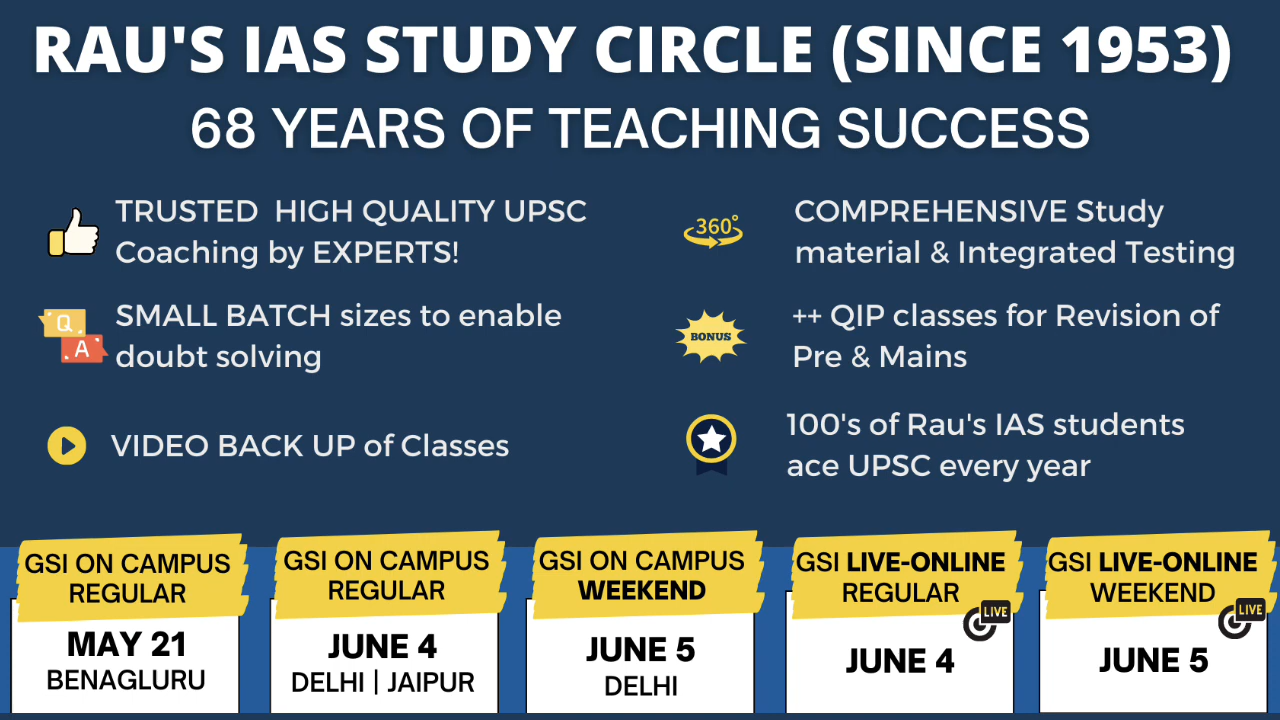 RAU'S IAS STUDY CIRCLE (SINCE 1953)
68 YEARS OF TEACHING SUCCESS
TRUSTED  HIGH QUALITY UPSC
Coaching by EXPERTS!
Q
A
SMALL BATCH sizes to enable
doubt solving
VIDEO BACK UP of Classes
360°
COMPREHENSIVE Study
material & Integrated Testing
BONUS
++ QIP classes for Revision of
Pre & Mains
100's of Rau's IAS students
ace UPSC every year
GSI ON CAMPUS
REGULAR
MAY 21
BENAGLURU
GSI ON CAMPUS
REGULAR
JUNE 4
DELHI | JAIPUR
GSI ON CAMPUS
WEEKEND
JUNE 5
DELHI
GSI LIVE-ONLINE
REGULAR
LIVE
JUNE 4
GSI LIVE-ONLINE
WEEKEND
LIVE
JUNE 5